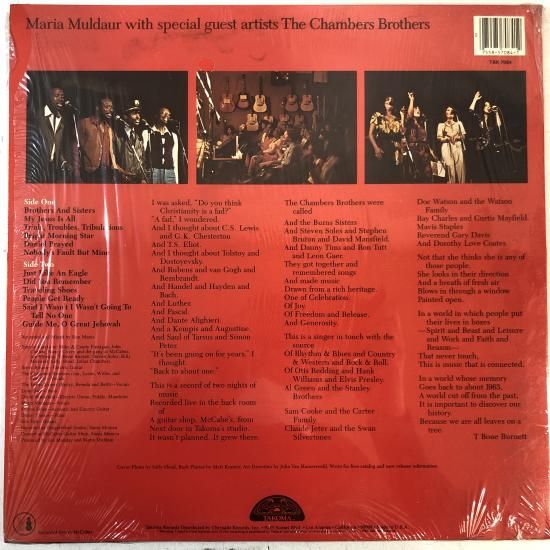 Maria Muldaur with special guest artists The Chambers Brothers
TAK 7084
Side One
Brothers And Sisters
My Jesus Is All
Trials, Troubles, Tribulations
Bright Morning Star
Daniel Prayed
Nobody's Fault But Mine
Side Two
Just Like An Eagle
Did You Remember
Traveling Shoes
People Get Ready
Said I Wasn't Going To
Tell No One
Guide Me, O Great Jehovah
I was asked, "Do you think
Christianity is a fad?"
"A fad," I wondered.
And I thought about C.S. Lewis
and G.K. Chesterton
And T.S. Eliot.
And I thought about Tolstoy and
Dostoyevsky.
And Rubens and van Gogh and
Rembrandt.
And Handel and Hayden and
Bach.
And Luther
And Pascal.
And Dante Alighieri.
And a Kempis and Augustine.
And Saul of Tarsus and Simon
Peter.
"It's been going on for years," I
thought.
"Back to about one."
This is a record of two nights of
music
Recorded live in the back room
of
A guitar shop, McCabe's, from
Next door in Takoma's studio.
It wasn't planned. It grew there.
The Chambers Brothers were
called
And the Burns Sisters
And Steven Soles and Stephen
Bruton and David Mansfield.
And Danny Timms and Bon Tutt
and Leon Gaer.
They got together and
remembered songs
And made music
Drawn from a rich heritage.
One of Celebration.
Of Joy.
Of Freedom and Release.
And Generosity.
This is a singer in touch with the
source
Of Rhythm & Blues and Country
& Western and Rock & Roll.
Of Otis Redding and Hank
Williams and Elvis Presley.
Al Green and the Stanley
Brothers
Sam Cooke and the Carter
Family.
Claude Jeter and the Swan
Silvertones
Doc Watson and the Watson
Family
Ray Charles and Curtis Mayfield.
Mavis Staples
Reverend Gary Davis
And Dorothy Love Coates.
Not that she thinks she is any of
those people.
She looks in their direction
And a breath of fresh air
Blows in through a window
Painted open.
In a world in which people put
their lives in boxes
—Spirit and Beast and Leisure
and Work and Faith and
Reason—
That never touch,
This is music that is connected.
In a world whose memory
Goes back to about 1965,
A world cut off from the past,
It is important to discover our
history.
Because we are all leaves on a
tree.
T Bone Burnett
TAKOMA